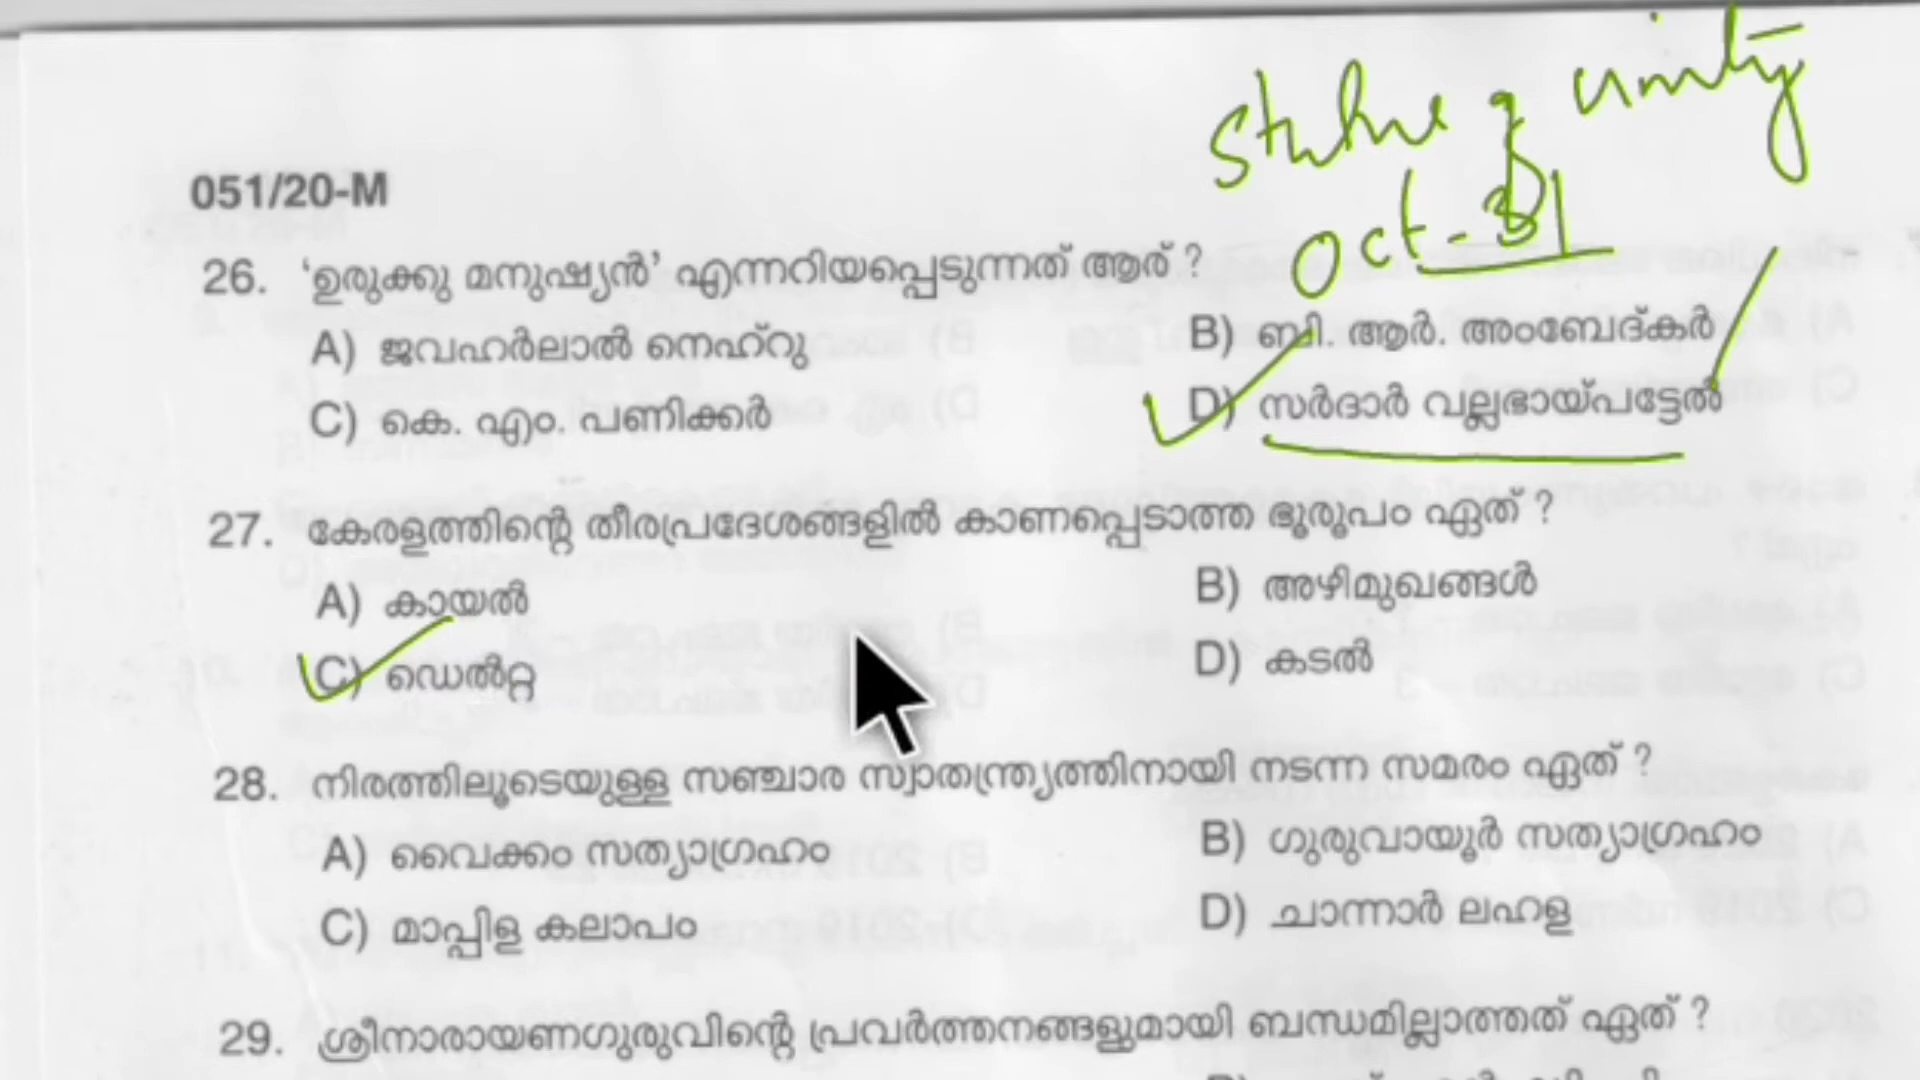 Statue of unity
oct-31
051/20-M
26. 'ഉരുക്കു മനുഷ്യൻ' എന്നറിയപ്പെടുന്നത് ആര് ?
A) ജവഹർലാൽ നെഹ്റു
B) ബി. ആർ. അംബേദ്കർ
C) കെ. എം. പണിക്കർ
D) സർദാർ വല്ലഭായ്പട്ടേൽ
27. കേരളത്തിന്റെ തീരപ്രദേശങ്ങളിൽ കാണപ്പെടാത്ത ഭൂരൂപം ഏത് ?
A) കായൽ
B) അഴിമുഖങ്ങൾ
C) ഡെൽറ്റ
D) കടൽ
28. നിരത്തിലൂടെയുള്ള സഞ്ചാര സ്വാതന്ത്ര്യത്തിനായി നടന്ന സമരം ഏത് ?
A) വൈക്കം സത്യാഗ്രഹം
B) ഗുരുവായൂർ സത്യാഗ്രഹം
C) മാപ്പിള കലാപം
D) ചാന്നാർ ലഹള
29. ശ്രീനാരായണഗുരുവിന്റെ പ്രവർത്തനങ്ങളുമായി ബന്ധമില്ലാത്തത് ഏത് ?